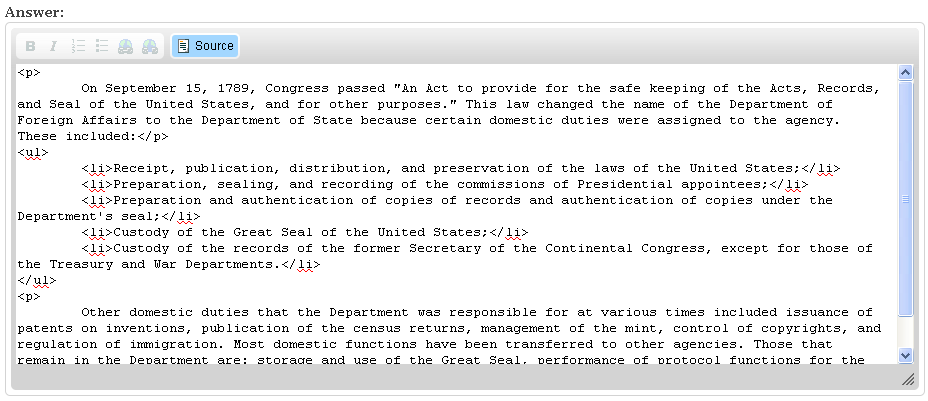 Answer:
B I Source
<p>
On September 15, 1789, Congress passed "An Act to provide for the safe keeping of the Acts, Records,
and Seal of the United States, and for other purposes." This law changed the name of the Department of
Foreign Affairs to the Department of State because certain domestic duties were assigned to the agency.
These included:</p>
<ul>
<li>Receipt, publication, distribution, and preservation of the laws of the United States;</li>
<li>Preparation, sealing, and recording of the commissions of Presidential appointees;</li>
<li>Preparation and authentication of copies of records and authentication of copies under the
Department's seal;</li>
<li>Custody of the Great Seal of the United States;</li>
<li>Custody of the records of the former Secretary of the Continental Congress, except for those of
the Treasury and War Departments.</li>
</ul>
<p>
Other domestic duties that the Department was responsible for at various times included issuance of
patents on inventions, publication of the census returns, management of the mint, control of copyrights, and
regulation of immigration. Most domestic functions have been transferred to other agencies. Those that
remain in the Department are: storage and use of the Great Seal, performance of protocol functions for the